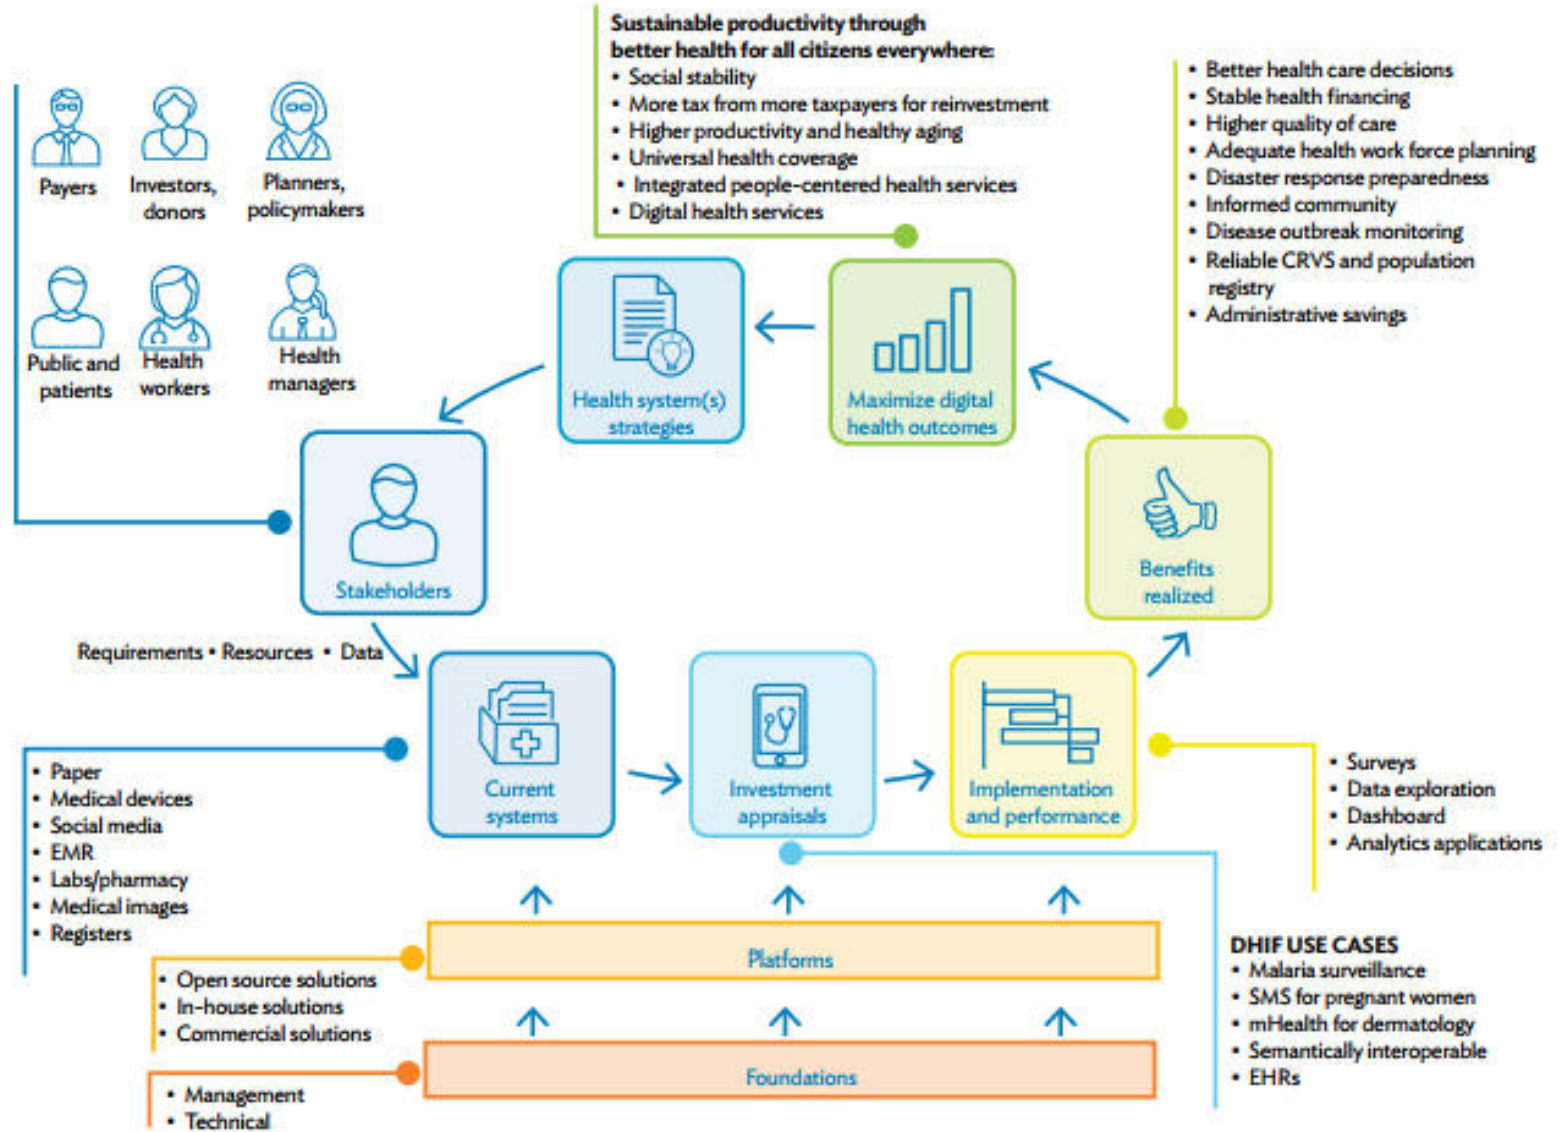 Sustainable productivity through
better health for all citizens everywhere:
• Social stability
• More tax from more taxpayers for reinvestment
• Higher productivity and healthy aging
• Universal health coverage
• Integrated people-centered health services
• Digital health services
• Better health care decisions
• Stable health financing
• Higher quality of care
• Adequate health work force planning
• Disaster response preparedness
• Informed community
• Disease outbreak monitoring
• Reliable CRVS and population
registry
• Administrative savings
Payers
Investors,
donors
Planners,
policymakers
Public and
patients
Health
workers
Health
managers
Health system(s)
strategies
Maximize digital
health outcomes
Stakeholders
Benefits
realized
Requirements • Resources • Data
Current
systems
Investment
appraisals
Implementation
and performance
• Paper
• Medical devices
• Social media
• EMR
• Labs/pharmacy
• Medical images
• Registers
• Surveys
• Data exploration
• Dashboard
• Analytics applications
Platforms
• Open source solutions
• In-house solutions
• Commercial solutions
DHIF USE CASES
• Malaria surveillance
• SMS for pregnant women
• mHealth for dermatology
• Semantically interoperable
• EHRs
Foundations
• Management
• Technical